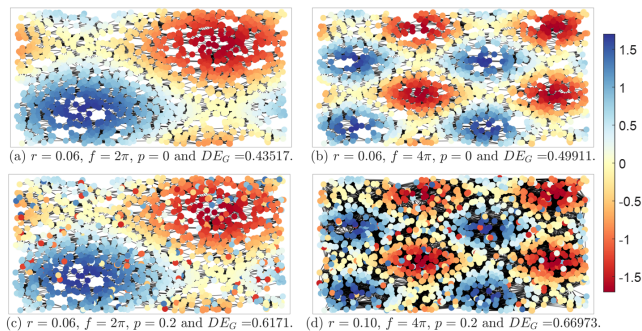 (a) r = 0.06, f = 2π, p = 0 and DE_G =0.43517.
(b) r = 0.06, f = 4π, p = 0 and DE_G =0.49911.
(c) r = 0.06, f = 2π, p = 0.2 and DE_G =0.6171.
(d) r = 0.10, f = 4π, p = 0.2 and DE_G =0.66973.
1.5
1
0.5
0
-0.5
-1
-1.5